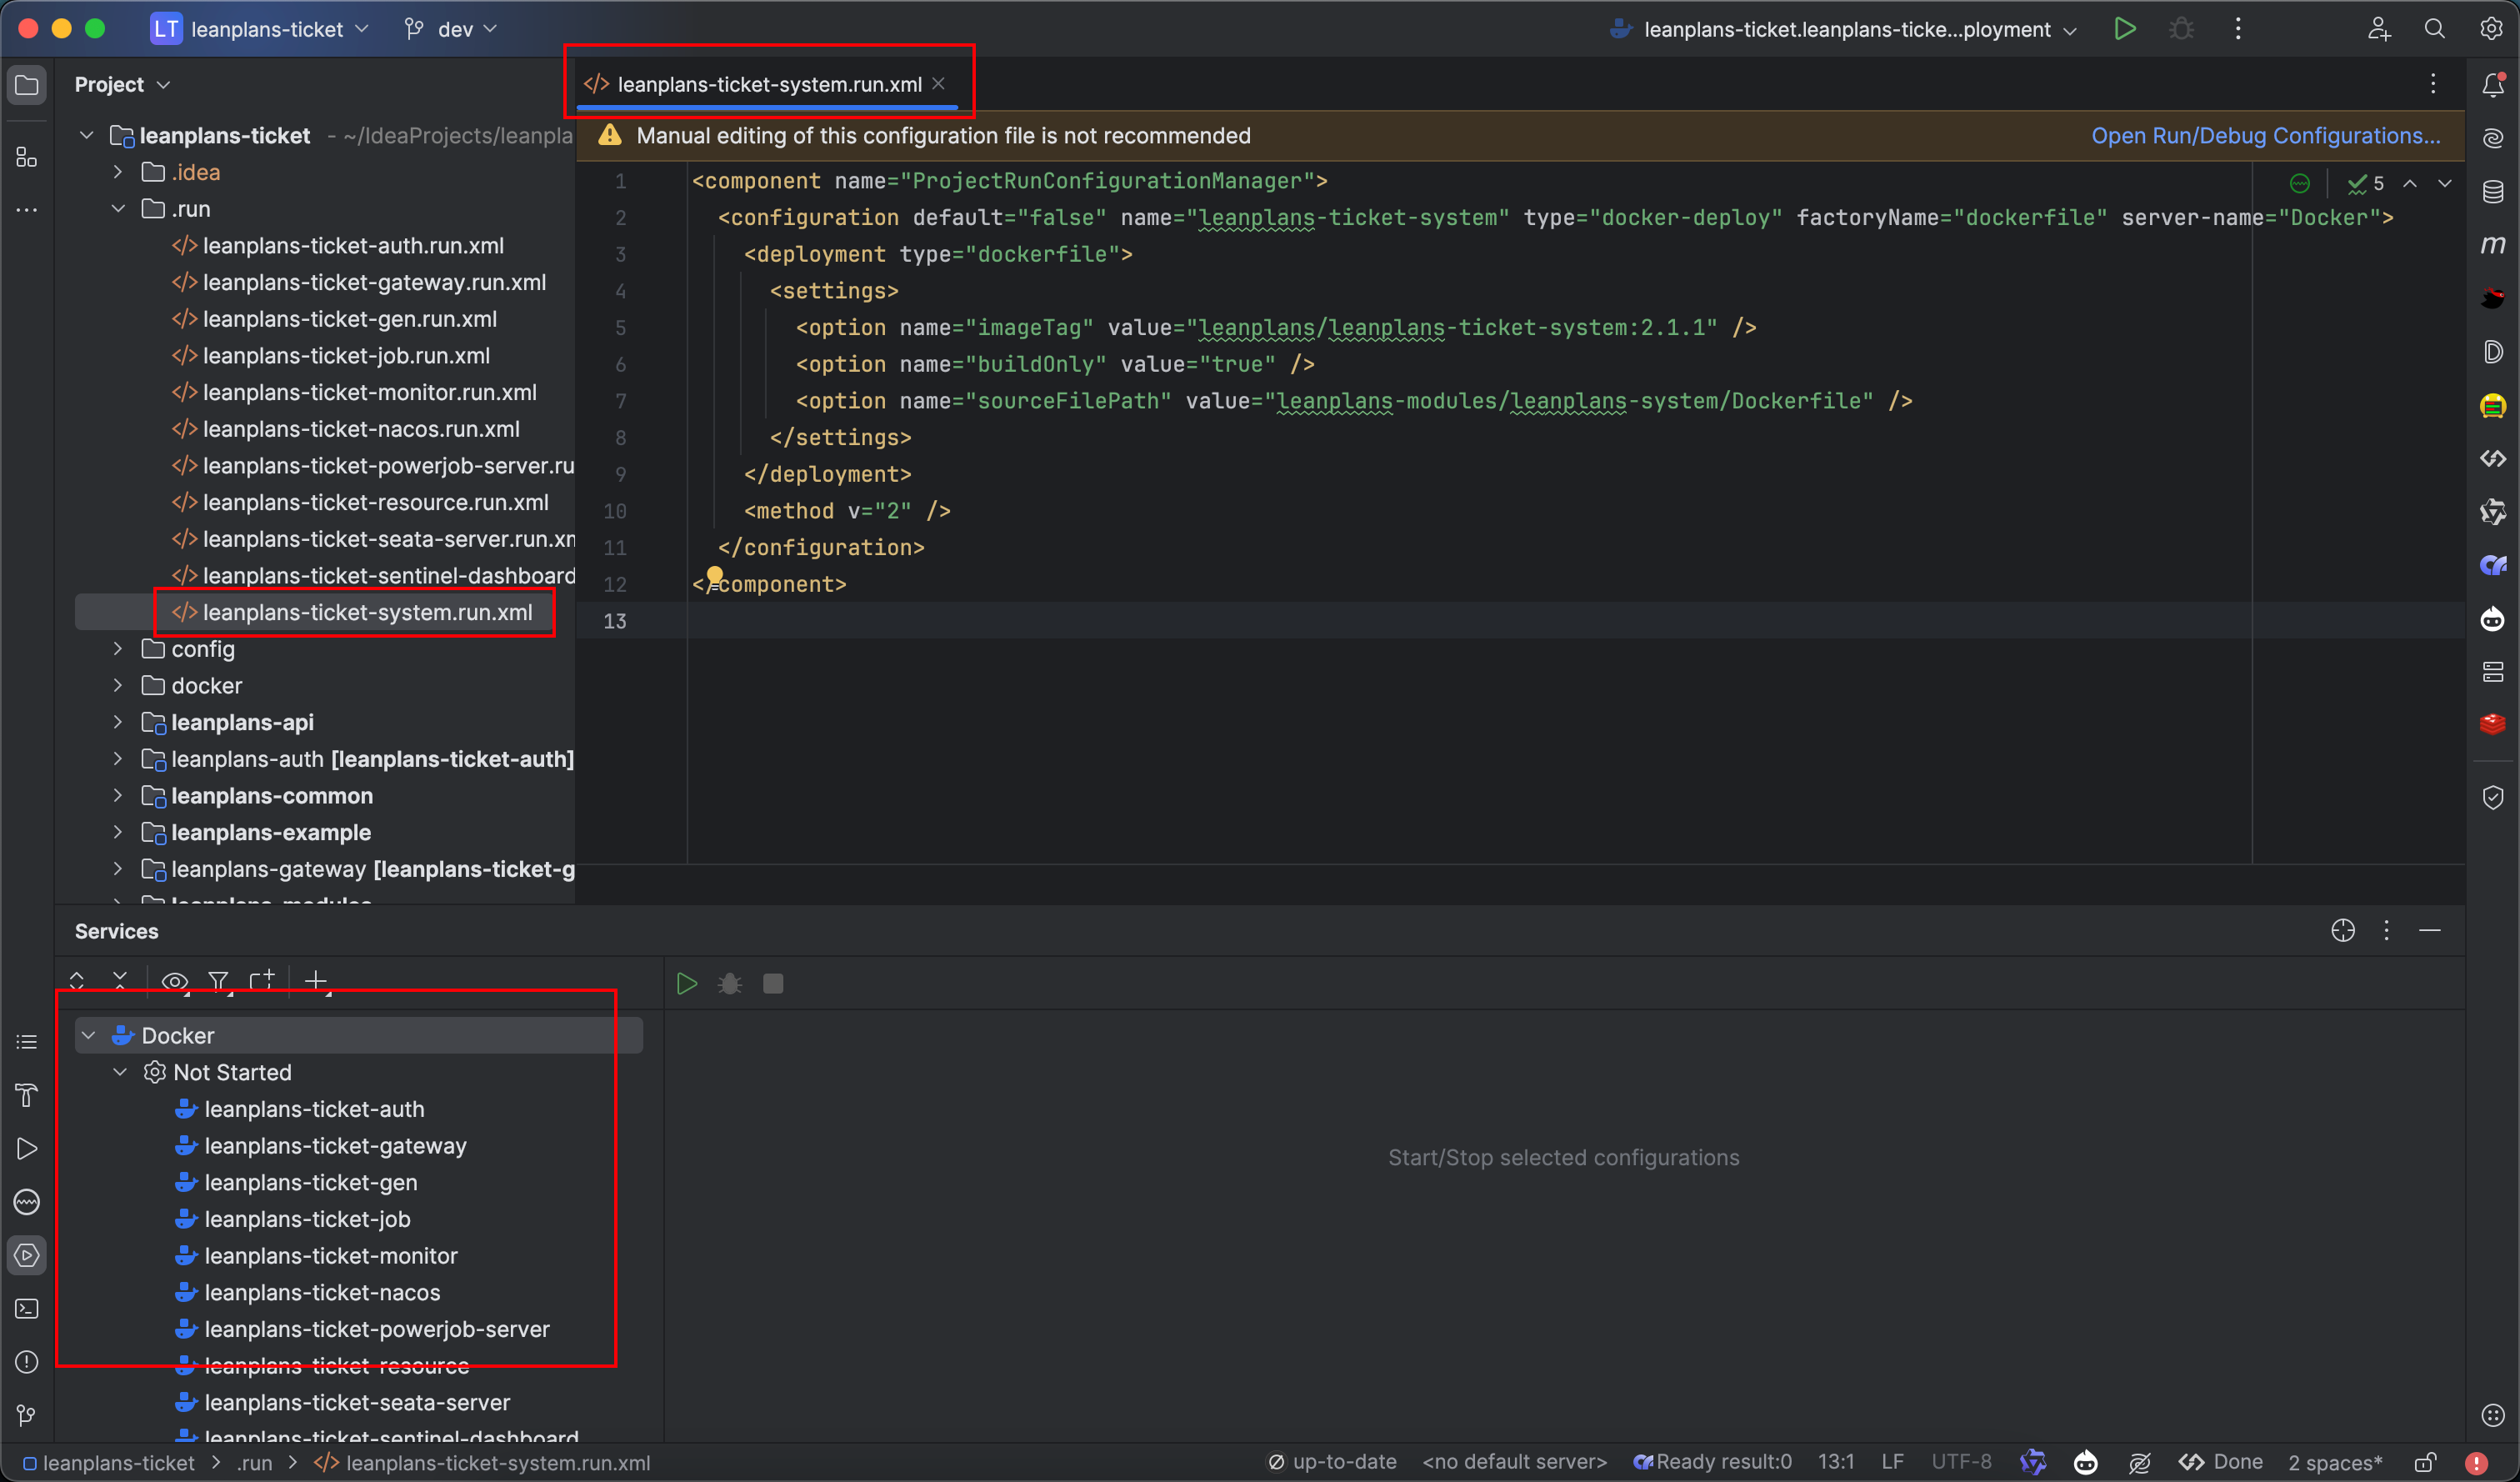 LT leanplans-ticket dev leanplans-ticket.leanplans-ticke...ployment
Project
leanplans-ticket.leanplans-ticket - ~/IdeaProjects/leanpla
.idea
.run
leanplans-ticket-auth.run.xml
leanplans-ticket-gateway.run.xml
leanplans-ticket-gen.run.xml
leanplans-ticket-job.run.xml
leanplans-ticket-monitor.run.xml
leanplans-ticket-nacos.run.xml
leanplans-ticket-powerjob-server.ru
leanplans-ticket-resource.run.xml
leanplans-ticket-seata-server.run.xm
leanplans-ticket-sentinel-dashboard
leanplans-ticket-system.run.xml
config
docker
leanplans-api
leanplans-auth [leanplans-ticket-auth]
leanplans-common
leanplans-example
leanplans-gateway [leanplans-ticket-g
leanplans-modules
leanplans-ticket-system.run.xml
Manual editing of this configuration file is not recommended Open Run/Debug Configurations...
5
1 <component name="ProjectRunConfigurationManager">
2 <configuration default="false" name="leanplans-ticket-system" type="docker-deploy" factoryName="dockerfile" server-name="Docker">
3 <deployment type="dockerfile">
4 <settings>
5 <option name="imageTag" value="leanplans/leanplans-ticket-system:2.1.1" />
6 <option name="buildOnly" value="true" />
7 <option name="sourceFilePath" value="leanplans-modules/leanplans-system/Dockerfile" />
8 </settings>
9 </deployment>
10 <method v="2" />
11 </configuration>
12 </component>
13
Services
Docker
Not Started
leanplans-ticket-auth
leanplans-ticket-gateway
leanplans-ticket-gen
leanplans-ticket-job
leanplans-ticket-monitor
leanplans-ticket-nacos
leanplans-ticket-powerjob-server
leanplans-ticket-resource
leanplans-ticket-seata-server
leanplans-ticket-sentinel-dashboard
Start/Stop selected configurations
leanplans-ticket > .run > leanplans-ticket-system.run.xml up-to-date <no default server> Ready result:0 13:1 LF UTF-8 Done 2 spaces*